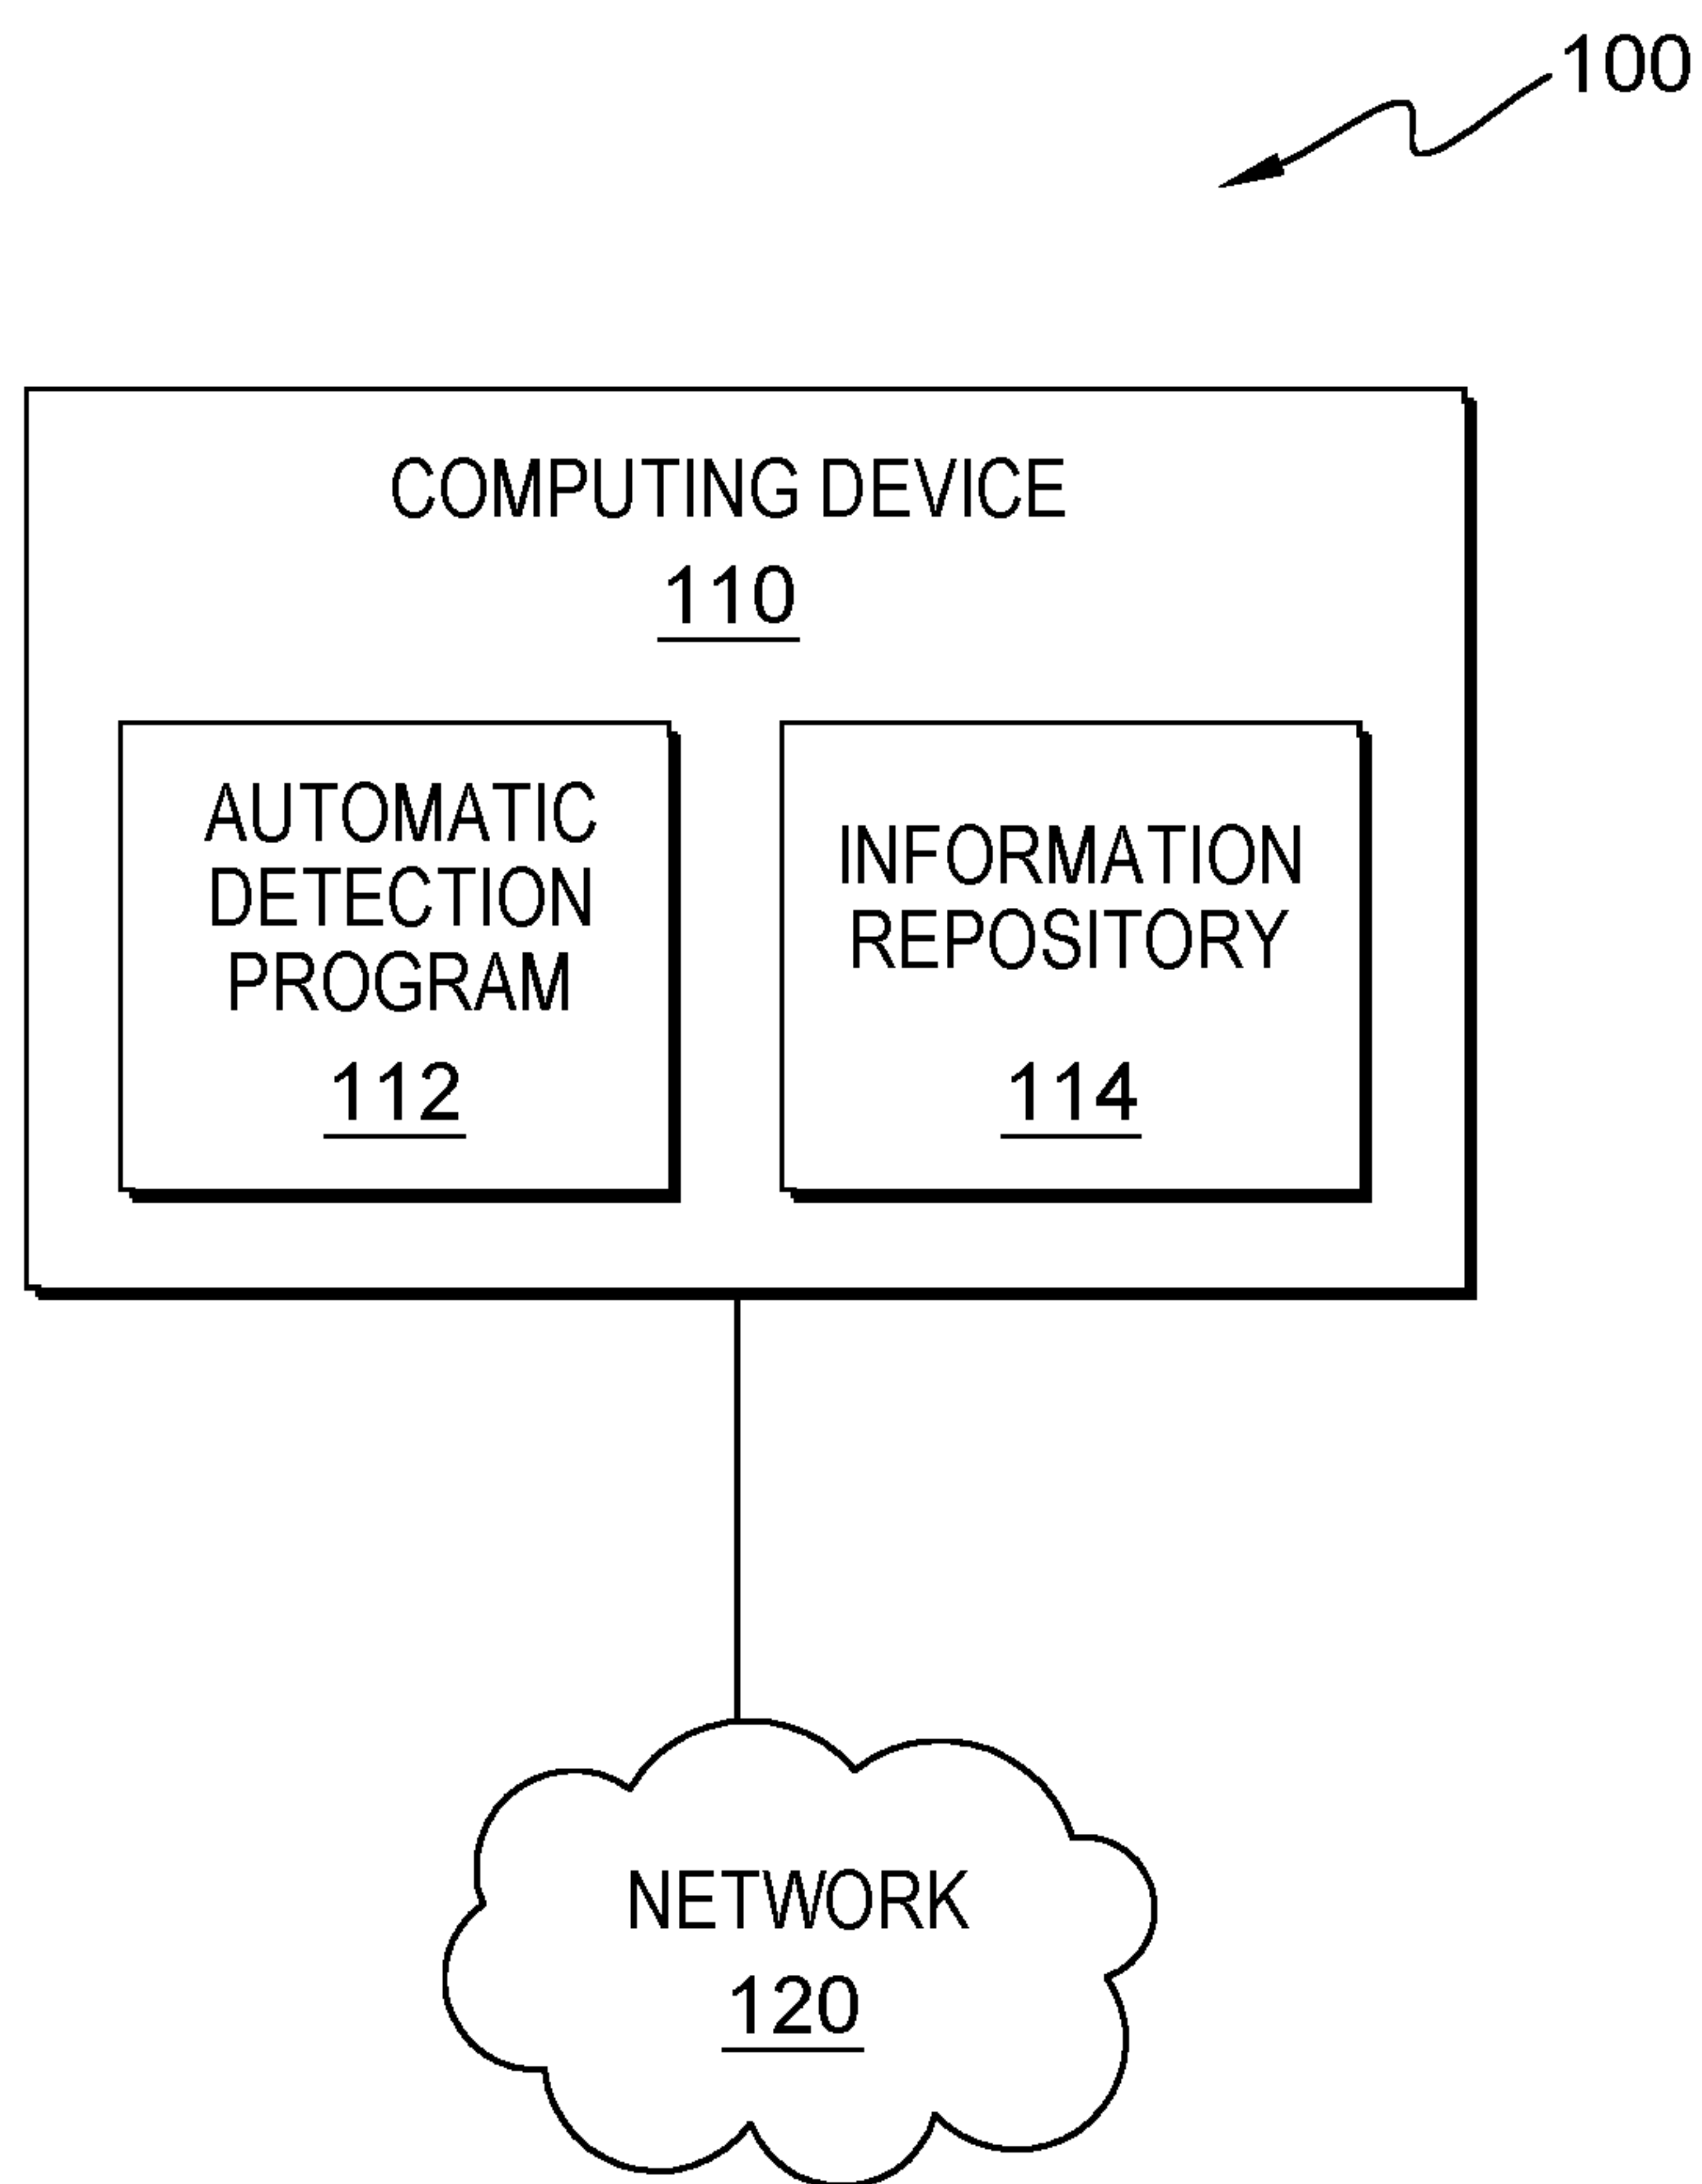 100
COMPUTING DEVICE
110
AUTOMATIC
DETECTION
PROGRAM
112
INFORMATION
REPOSITORY
114
NETWORK
120